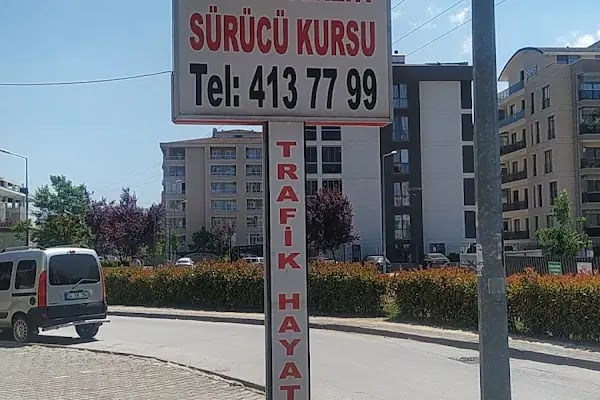 SÜRÜCÜ KURSU
Tel: 413 77 99
TRAFİK HAYAT